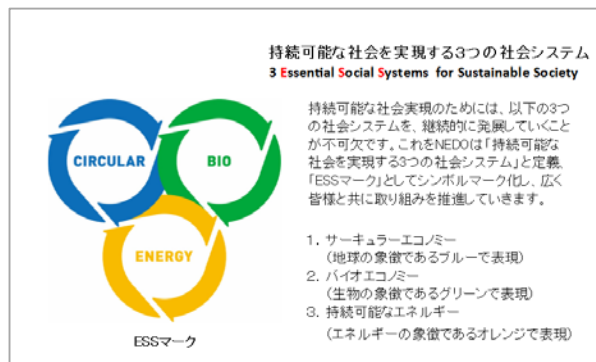 持続可能な社会を実現する3つの社会システム
3 Essential Social Systems for Sustainable Society
CIRCULAR
BIO
ENERGY
ESSマーク
持続可能な社会実現のためには、以下の3つ
の社会システムを、継続的に発展していくこと
が不可欠です。これをNEDOは「持続可能な
社会を実現する3つの社会システム」と定義、
「ESSマーク」としてシンボルマーク化し、広く
皆様と共に取り組みを推進していきます。
1. サーキュラーエコノミー
(地球の象徴であるブルーで表現)
2. バイオエコノミー
(生物の象徴であるグリーンで表現)
3. 持続可能なエネルギー
(エネルギーの象徴であるオレンジで表現)